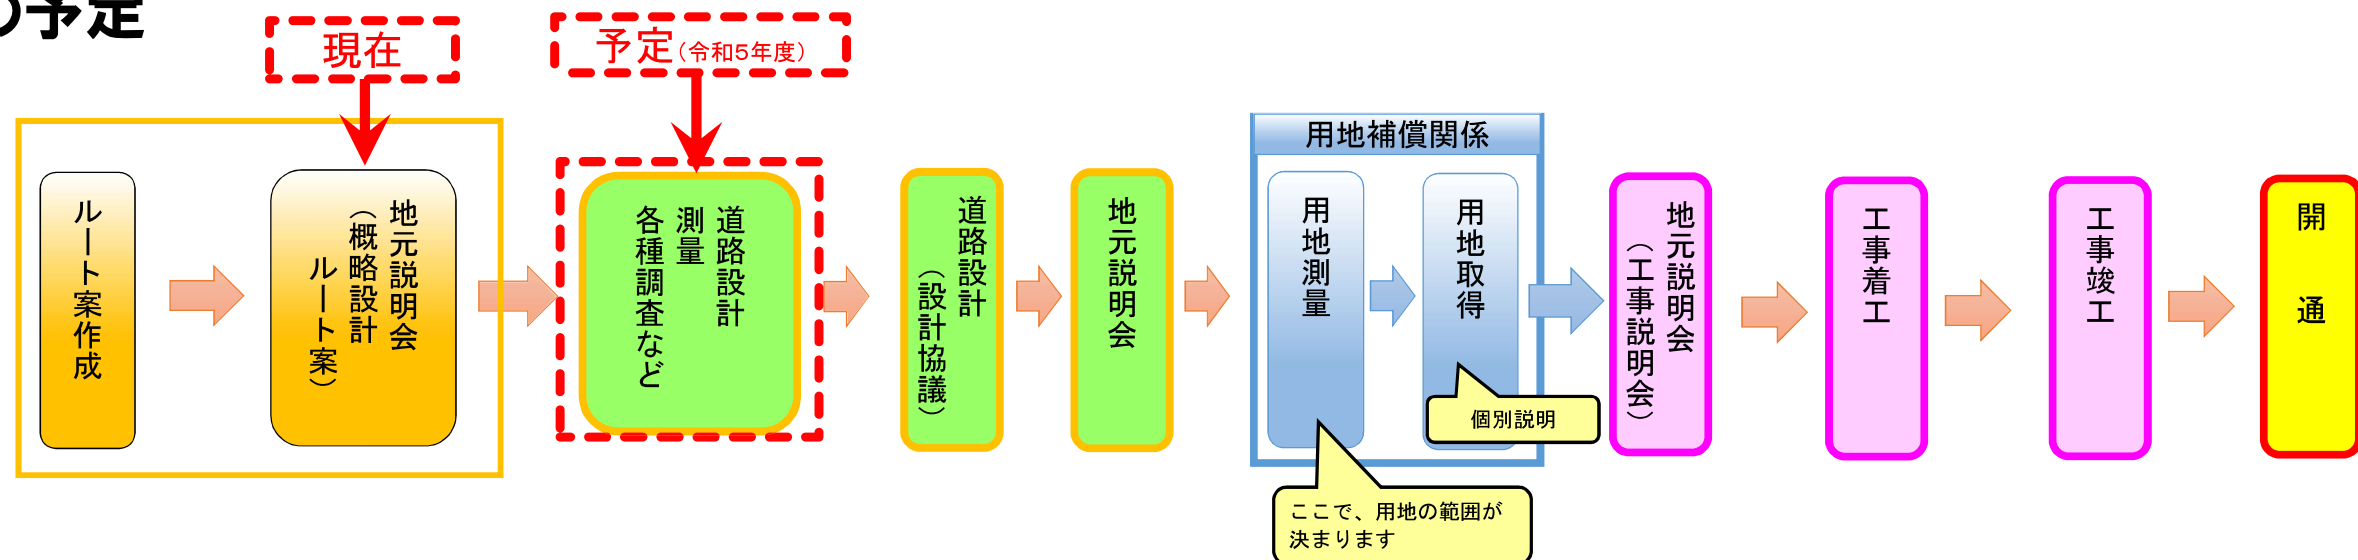 の予定
現在
予定（令和5年度）
ルート案作成
地元説明会
（概略設計
ルート案）
道路設計
測量
各種調査など
道路設計
（設計協議）
地元説明会
用地補償関係
用地測量
用地取得
個別説明
ここで、用地の範囲が
決まります
地元説明会
（工事説明会）
工事着工
工事竣工
開　通